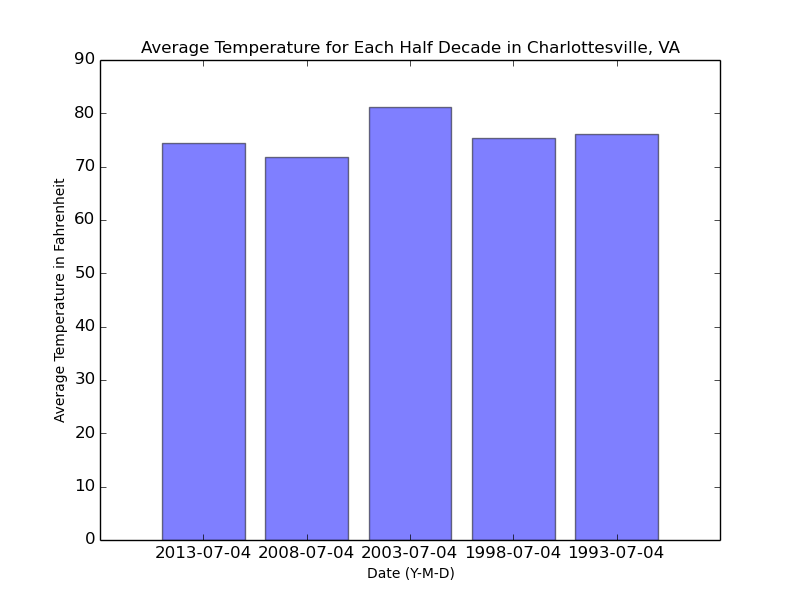 Average Temperature for Each Half Decade in Charlottesville, VA
90
80
70
60
50
40
30
20
10
0
Average Temperature in Fahrenheit
2013-07-04 2008-07-04 2003-07-04 1998-07-04 1993-07-04
Date (Y-M-D)